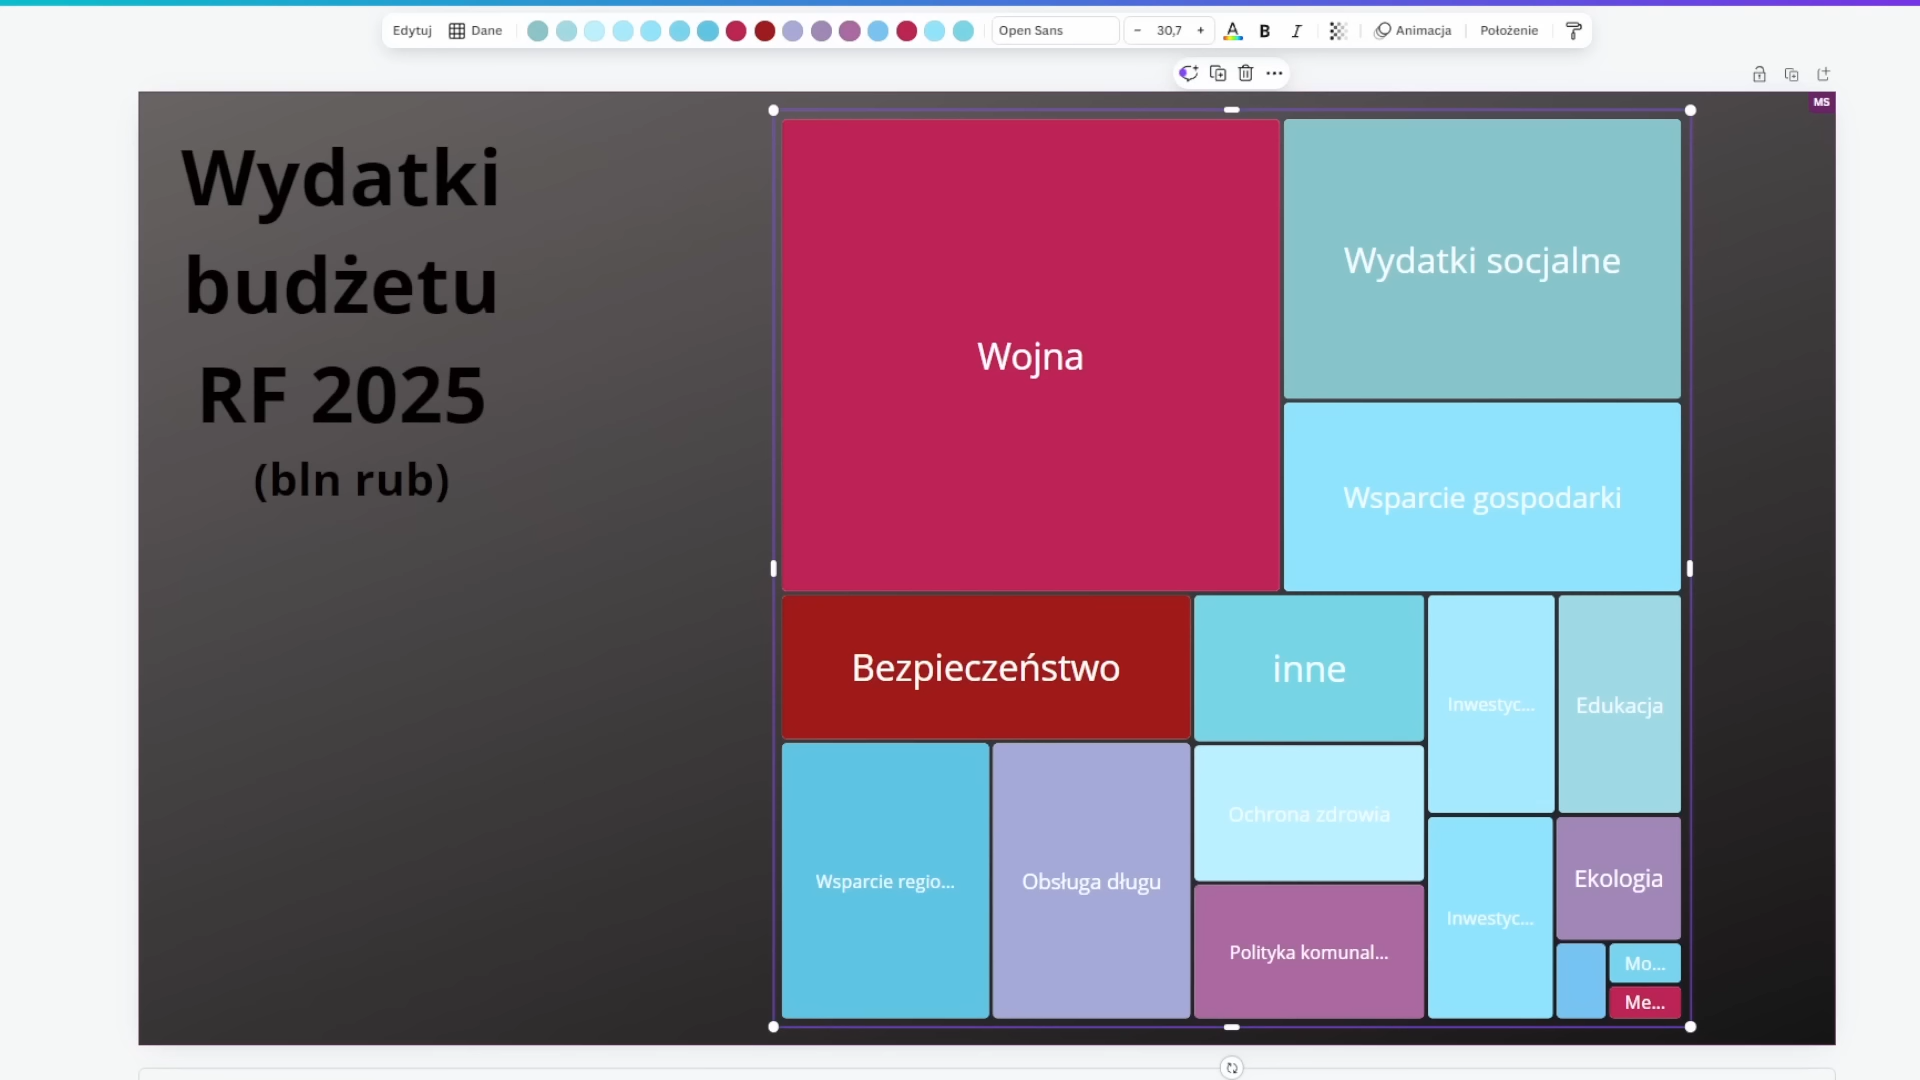 Edytuj
Dane
Open Sans
– 30,7 +
A
B
I
Animacja
Położenie
MS
Wydatki
budżetu
RF 2025
(bln rub)
Wojna
Wydatki socjalne
Wsparcie gospodarki
Bezpieczeństwo
inne
Inwestyc...
Edukacja
Wsparcie regio...
Obsługa długu
Ochrona zdrowia
Polityka komunal...
Inwestyc...
Ekologia
Mo...
Me...